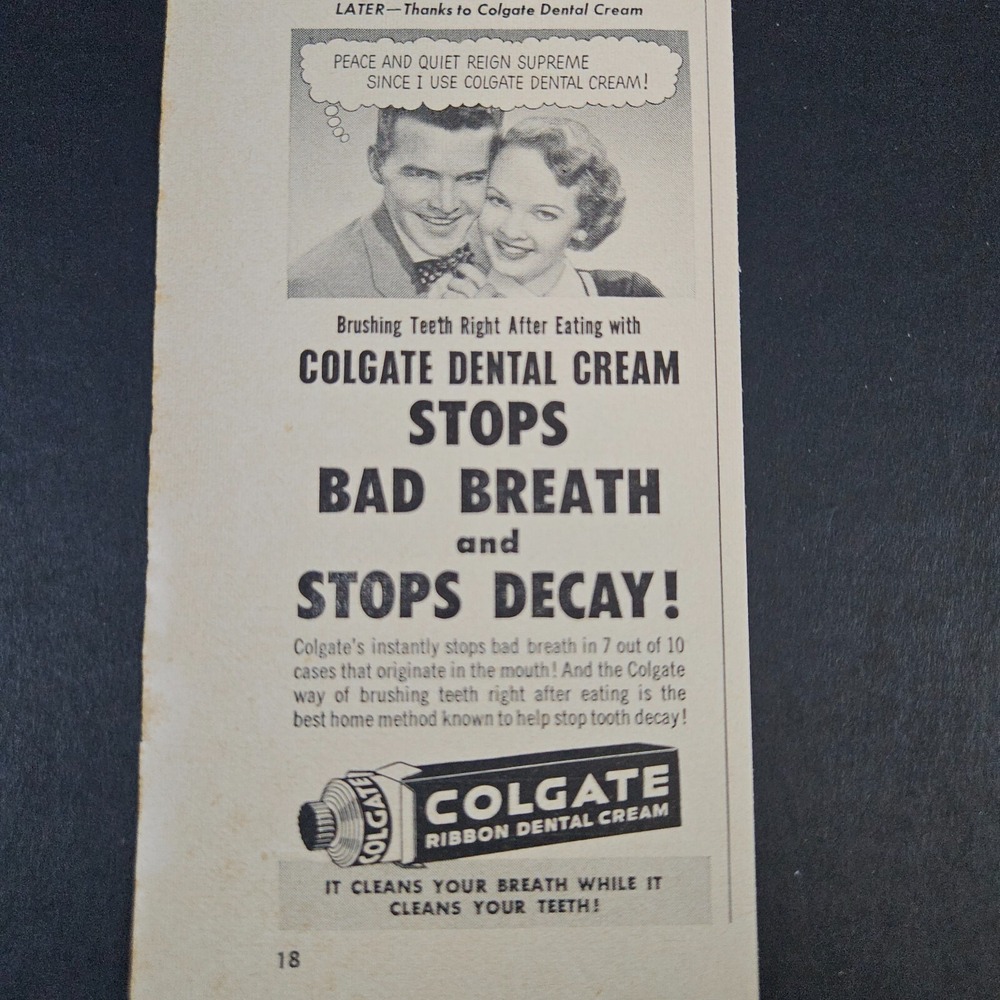 LATER—Thanks to Colgate Dental Cream
PEACE AND QUIET REIGN SUPREME
SINCE I USE COLGATE DENTAL CREAM!
Brushing Teeth Right After Eating with
COLGATE DENTAL CREAM
STOPS
BAD BREATH
and
STOPS DECAY!
Colgate's instantly stops bad breath in 7 out of 10
cases that originate in the mouth! And the Colgate
way of brushing teeth right after eating is the
best home method known to help stop tooth decay!
COLGATE
COLGATE
RIBBON DENTAL CREAM
IT CLEANS YOUR BREATH WHILE IT
CLEANS YOUR TEETH!
18